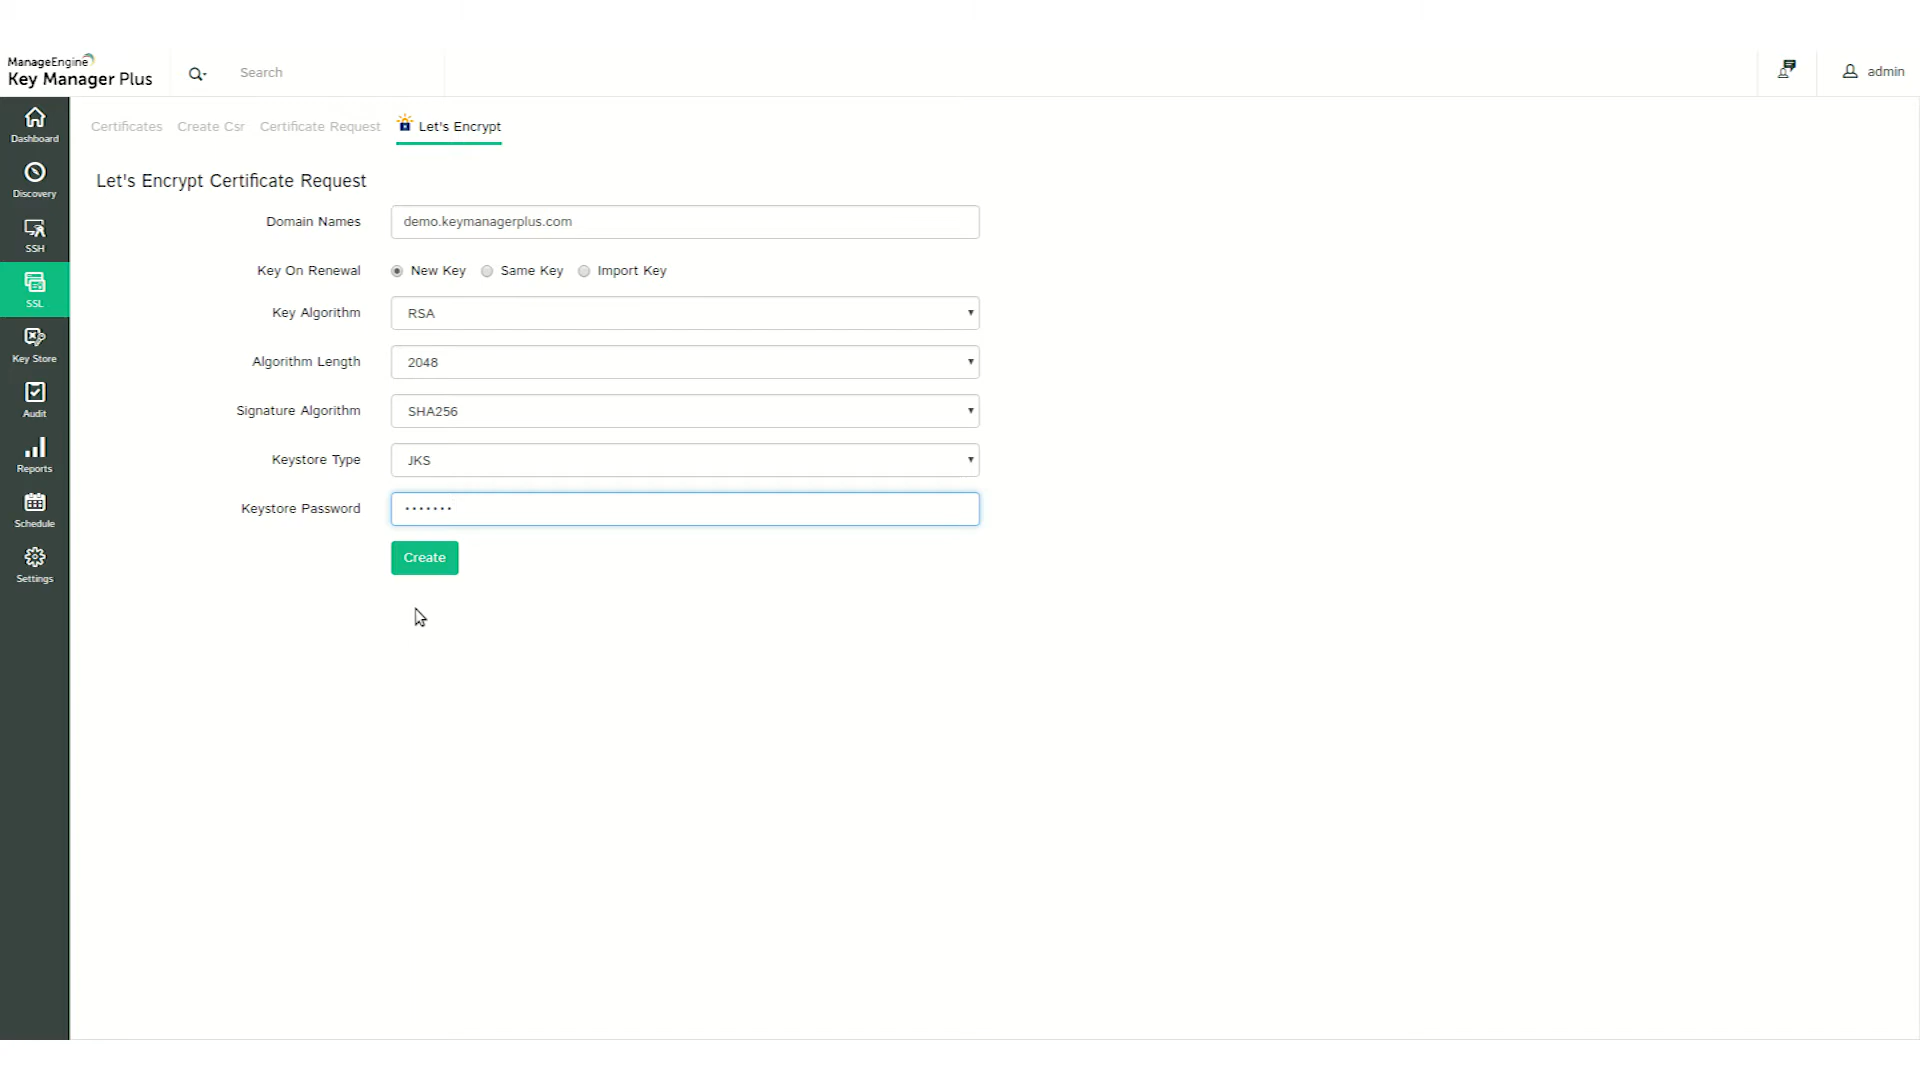 ManageEngine
Key Manager Plus
Search
admin
Dashboard
Discovery
SSH
SSL
Key Store
Audit
Reports
Schedule
Settings
Certificates Create Csr Certificate Request Let's Encrypt
Let's Encrypt Certificate Request
Domain Names demo.keymanagerplus.com
Key On Renewal New Key Same Key Import Key
Key Algorithm RSA
Algorithm Length 2048
Signature Algorithm SHA256
Keystore Type JKS
Keystore Password •••••••
Create